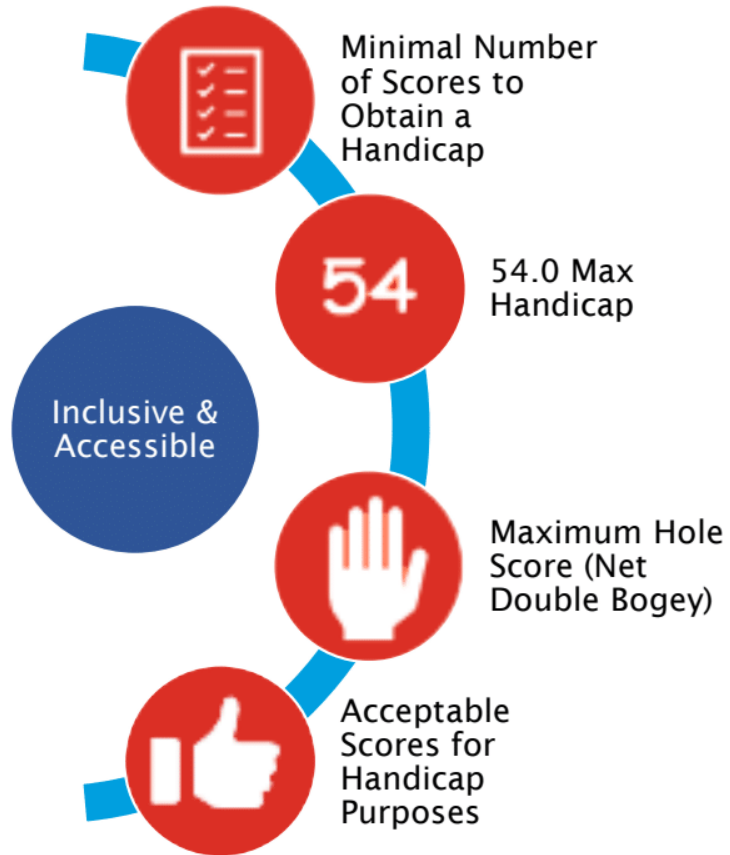 Minimal Number
of Scores to
Obtain a
Handicap
54
54.0 Max
Handicap
Inclusive &
Accessible
Maximum Hole
Score (Net
Double Bogey)
Acceptable
Scores for
Handicap
Purposes